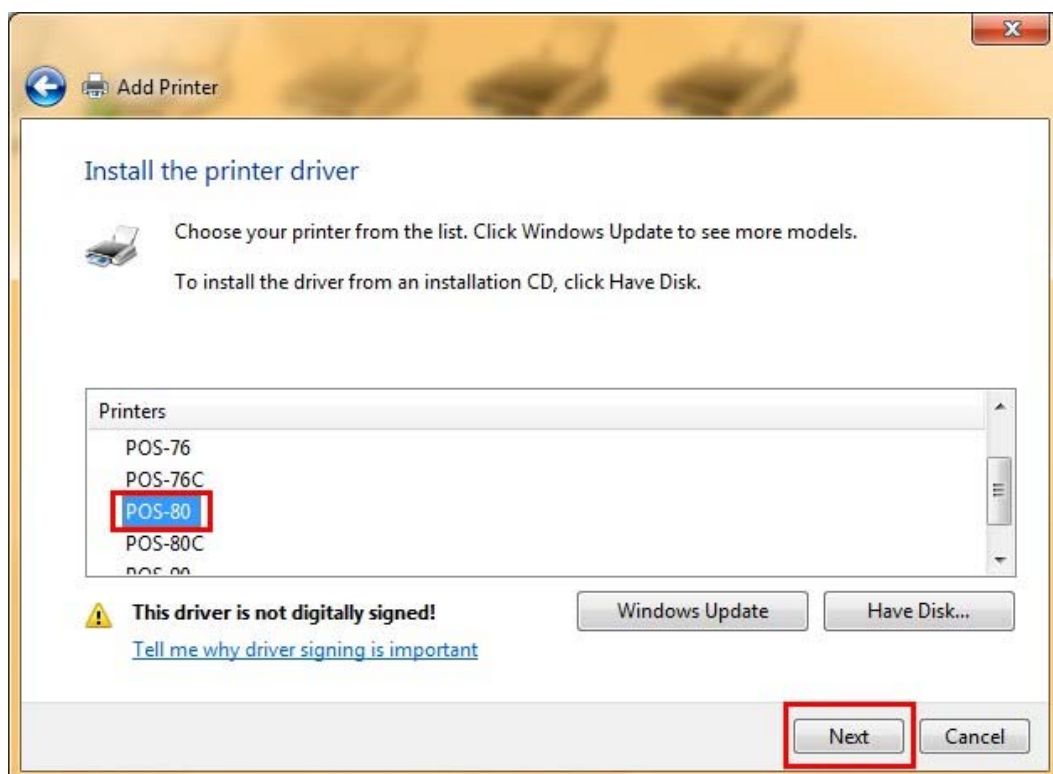 Add Printer
Install the printer driver
Choose your printer from the list. Click Windows Update to see more models.
To install the driver from an installation CD, click Have Disk.
Printers
POS-76
POS-76C
POS-80
POS-80C
This driver is not digitally signed!
Windows Update
Have Disk...
Tell me why driver signing is important
Next
Cancel